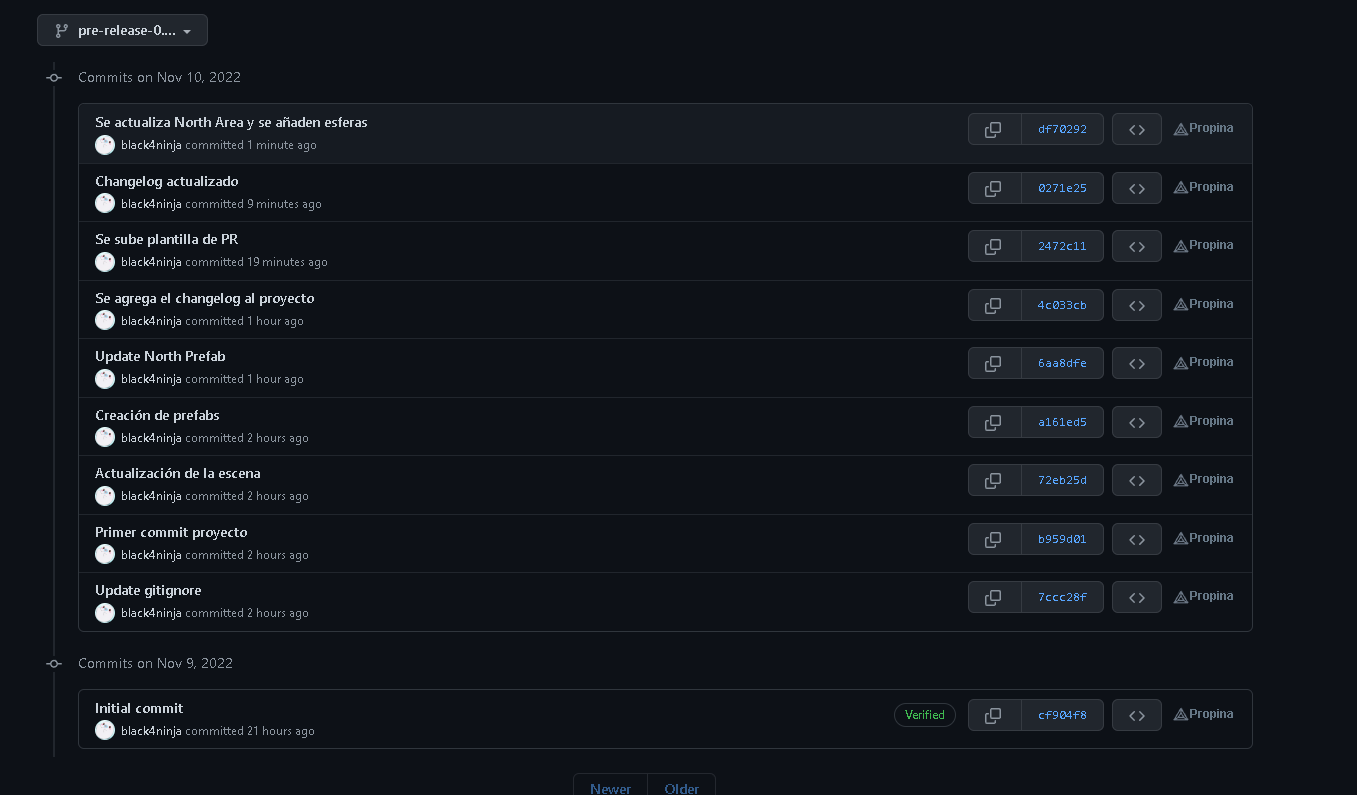 pre-release-0....
Commits on Nov 10, 2022
Se actualiza North Area y se añaden esferas
black4ninja committed 1 minute ago
df70292
Propina
Changelog actualizado
black4ninja committed 9 minutes ago
0271e25
Propina
Se sube plantilla de PR
black4ninja committed 19 minutes ago
2472c11
Propina
Se agrega el changelog al proyecto
black4ninja committed 1 hour ago
4c033cb
Propina
Update North Prefab
black4ninja committed 1 hour ago
6aa8dfe
Propina
Creación de prefabs
black4ninja committed 2 hours ago
a161ed5
Propina
Actualización de la escena
black4ninja committed 2 hours ago
72eb25d
Propina
Primer commit proyecto
black4ninja committed 2 hours ago
b959d01
Propina
Update gitignore
black4ninja committed 2 hours ago
7ccc28f
Propina
Commits on Nov 9, 2022
Initial commit
black4ninja committed 21 hours ago
Verified
cf904f8
Propina
Newer Older